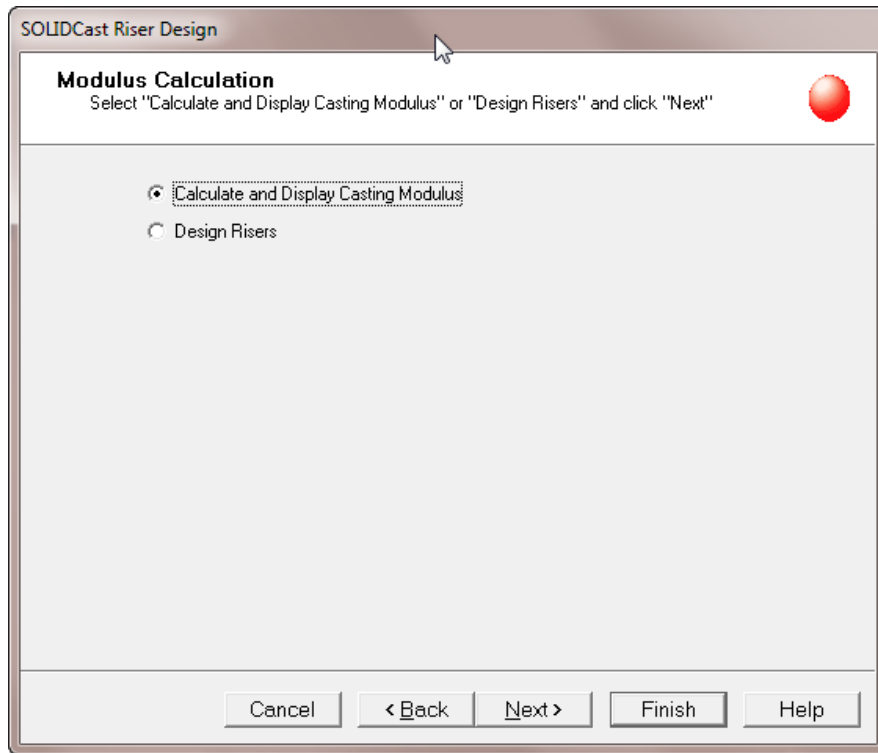 SOLIDCast Riser Design
Modulus Calculation
Select "Calculate and Display Casting Modulus" or "Design Risers" and click "Next"
Calculate and Display Casting Modulus
Design Risers
Cancel < Back Next > Finish Help